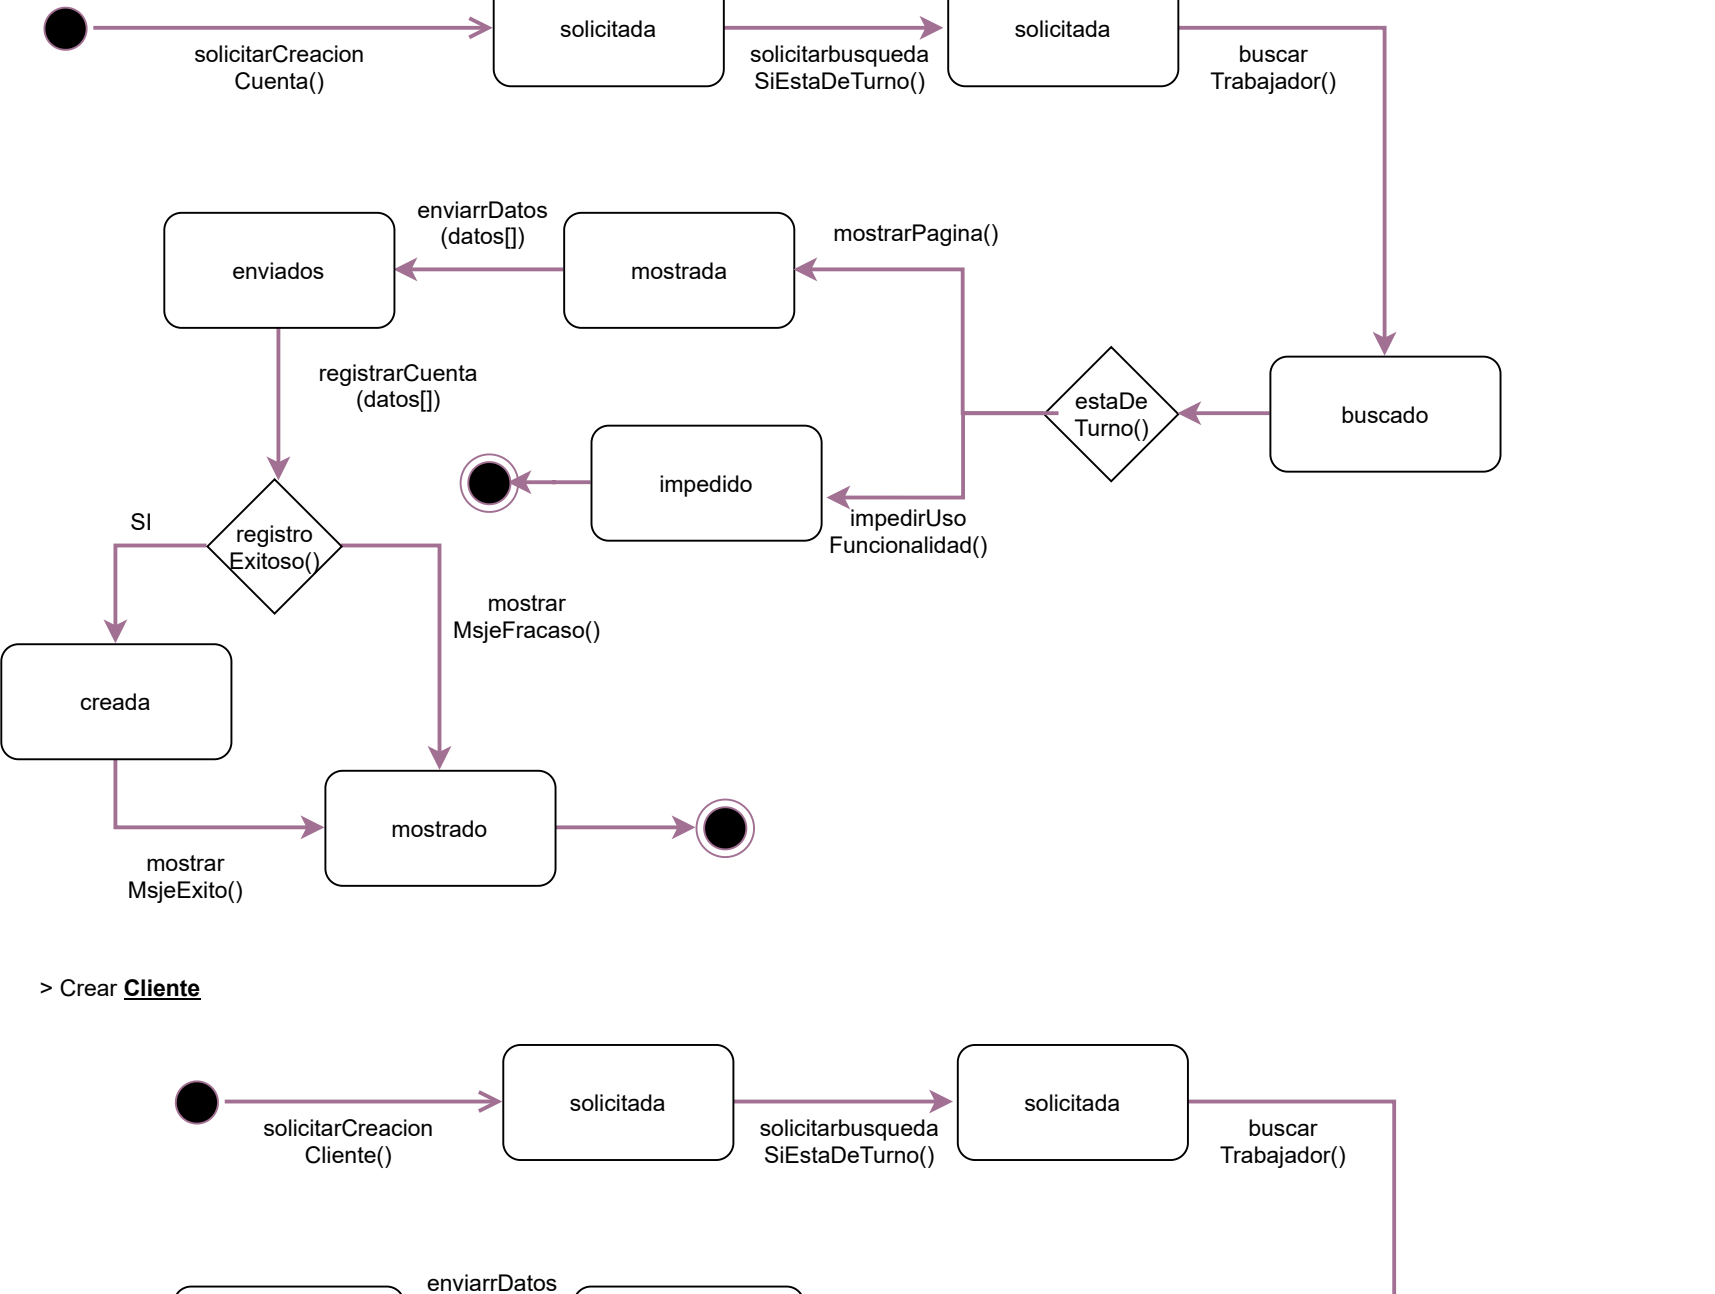 solicitada
solicitada
solicitarCreacion
Cuenta()
solicitarbusqueda
SiEstaDeTurno()
buscar
Trabajador()
enviarrDatos
(datos[])
mostrarPagina()
enviados
mostrada
registrarCuenta
(datos[])
estaDe
Turno()
buscado
impedido
impedirUso
Funcionalidad()
SI
registro
Exitoso()
mostrar
MsjeFracaso()
creada
mostrado
mostrar
MsjeExito()
> Crear Cliente
solicitada
solicitada
solicitarCreacion
Cliente()
solicitarbusqueda
SiEstaDeTurno()
buscar
Trabajador()
enviarrDatos